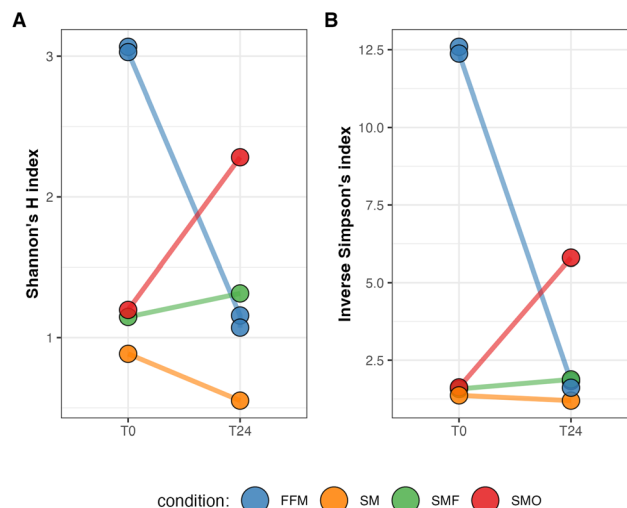 A
Shannon's H index
3
2
1
T0
T24
B
Inverse Simpson's index
12.5
10.0
7.5
5.0
2.5
T0
T24
condition: FFM SM SMF SMO